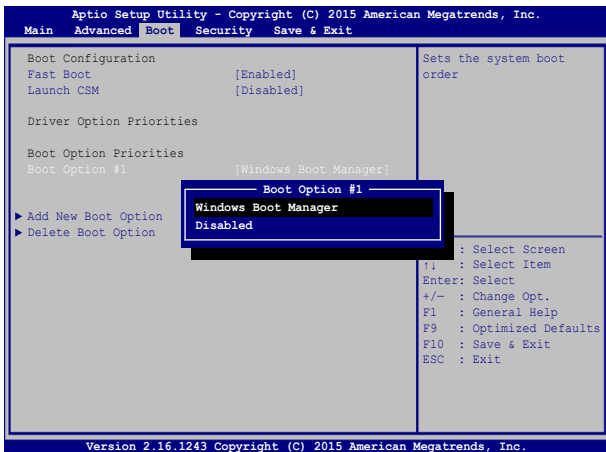 Aptio Setup Utility - Copyright (C) 2015 American Megatrends, Inc.
Main Advanced Boot Security Save & Exit
Boot Configuration
Fast Boot [Enabled]
Launch CSM [Disabled]
Driver Option Priorities
Boot Option Priorities
Boot Option #1 [Windows Boot Manager]
Add New Boot Option
Delete Boot Option
Boot Option #1
Windows Boot Manager
Disabled
Sets the system boot
order
: Select Screen
↑↓ : Select Item
Enter: Select
+/— : Change Opt.
F1 : General Help
F9 : Optimized Defaults
F10 : Save & Exit
ESC : Exit
Version 2.16.1243 Copyright (C) 2015 American Megatrends, Inc.